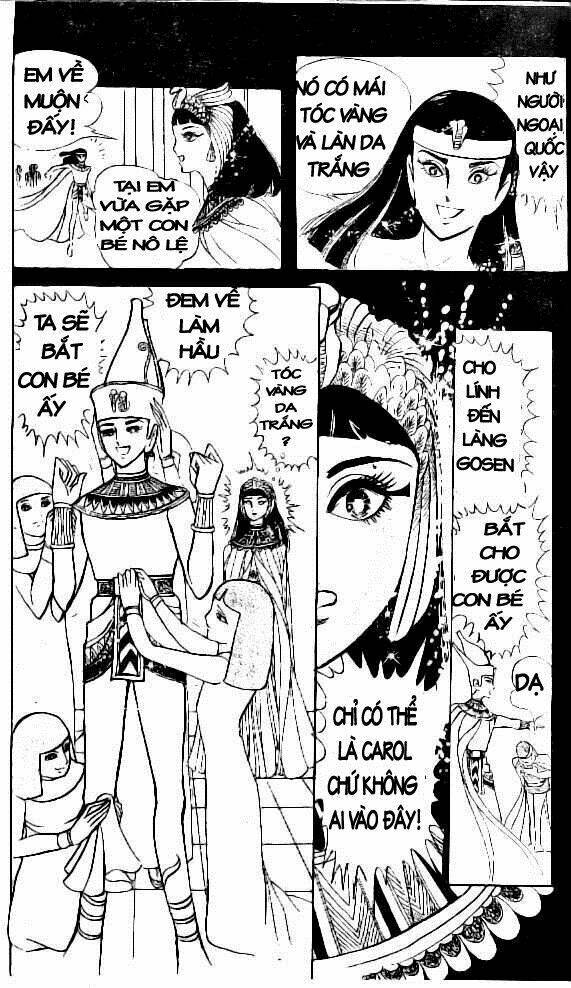 EM VỀ
MUỘN
ĐẤY!
TẠI EM
VỪA GẶP
MỘT CON
BÉ NÔ LỆ
NÓ CÓ MÁI
TÓC VÀNG
VÀ LÀN DA
TRẮNG
NHƯ
NGƯỜI
NGOẠI
QUỐC
VẬY
TA SẼ
BẮT
CON BÉ
ẤY
ĐEM VỀ
LÀM
HẦU
TÓC
VÀNG
DA
TRẮNG
?
CHỈ CÓ THỂ
LÀ CAROL
CHỨ KHÔNG
AI VÀO ĐÂY!
CHO
LÍNH
ĐẾN
LÀNG
GOSEN
BẮT
CHO
ĐƯỢC
CON BÉ
ẤY
DẠ